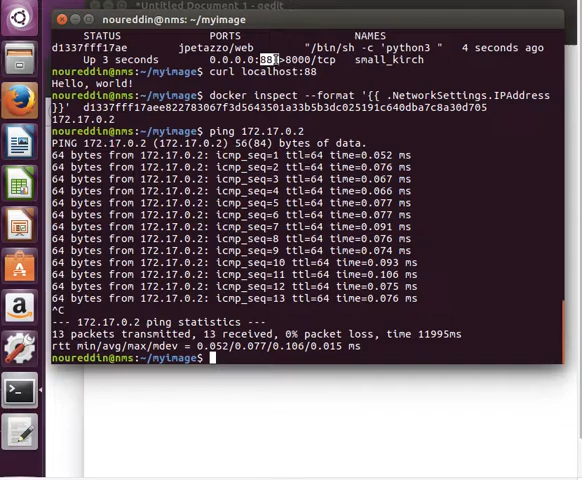 *Untitled Document 1 - gedit
noureddin@nms: ~/myimage
STATUS PORTS NAMES
d1337fff17ae jpetazzo/web "/bin/sh -c 'python3 " 4 seconds ago
Up 3 seconds 0.0.0.0:88->8000/tcp small_kirch
noureddin@nms:~/myimage$ curl localhost:88
Hello, world!
noureddin@nms:~/myimage$ docker inspect --format '{{ .NetworkSettings.IPAddress
}}' d1337fff17aee822783067f3d5643501a33b5b3dc025191c640dba7c8a30d705
172.17.0.2
noureddin@nms:~/myimage$ ping 172.17.0.2
PING 172.17.0.2 (172.17.0.2) 56(84) bytes of data.
64 bytes from 172.17.0.2: icmp_seq=1 ttl=64 time=0.052 ms
64 bytes from 172.17.0.2: icmp_seq=2 ttl=64 time=0.076 ms
64 bytes from 172.17.0.2: icmp_seq=3 ttl=64 time=0.067 ms
64 bytes from 172.17.0.2: icmp_seq=4 ttl=64 time=0.066 ms
64 bytes from 172.17.0.2: icmp_seq=5 ttl=64 time=0.077 ms
64 bytes from 172.17.0.2: icmp_seq=6 ttl=64 time=0.077 ms
64 bytes from 172.17.0.2: icmp_seq=7 ttl=64 time=0.091 ms
64 bytes from 172.17.0.2: icmp_seq=8 ttl=64 time=0.076 ms
64 bytes from 172.17.0.2: icmp_seq=9 ttl=64 time=0.074 ms
64 bytes from 172.17.0.2: icmp_seq=10 ttl=64 time=0.093 ms
64 bytes from 172.17.0.2: icmp_seq=11 ttl=64 time=0.106 ms
64 bytes from 172.17.0.2: icmp_seq=12 ttl=64 time=0.075 ms
64 bytes from 172.17.0.2: icmp_seq=13 ttl=64 time=0.076 ms
^C
--- 172.17.0.2 ping statistics ---
13 packets transmitted, 13 received, 0% packet loss, time 11995ms
rtt min/avg/max/mdev = 0.052/0.077/0.106/0.015 ms
noureddin@nms:~/myimage$